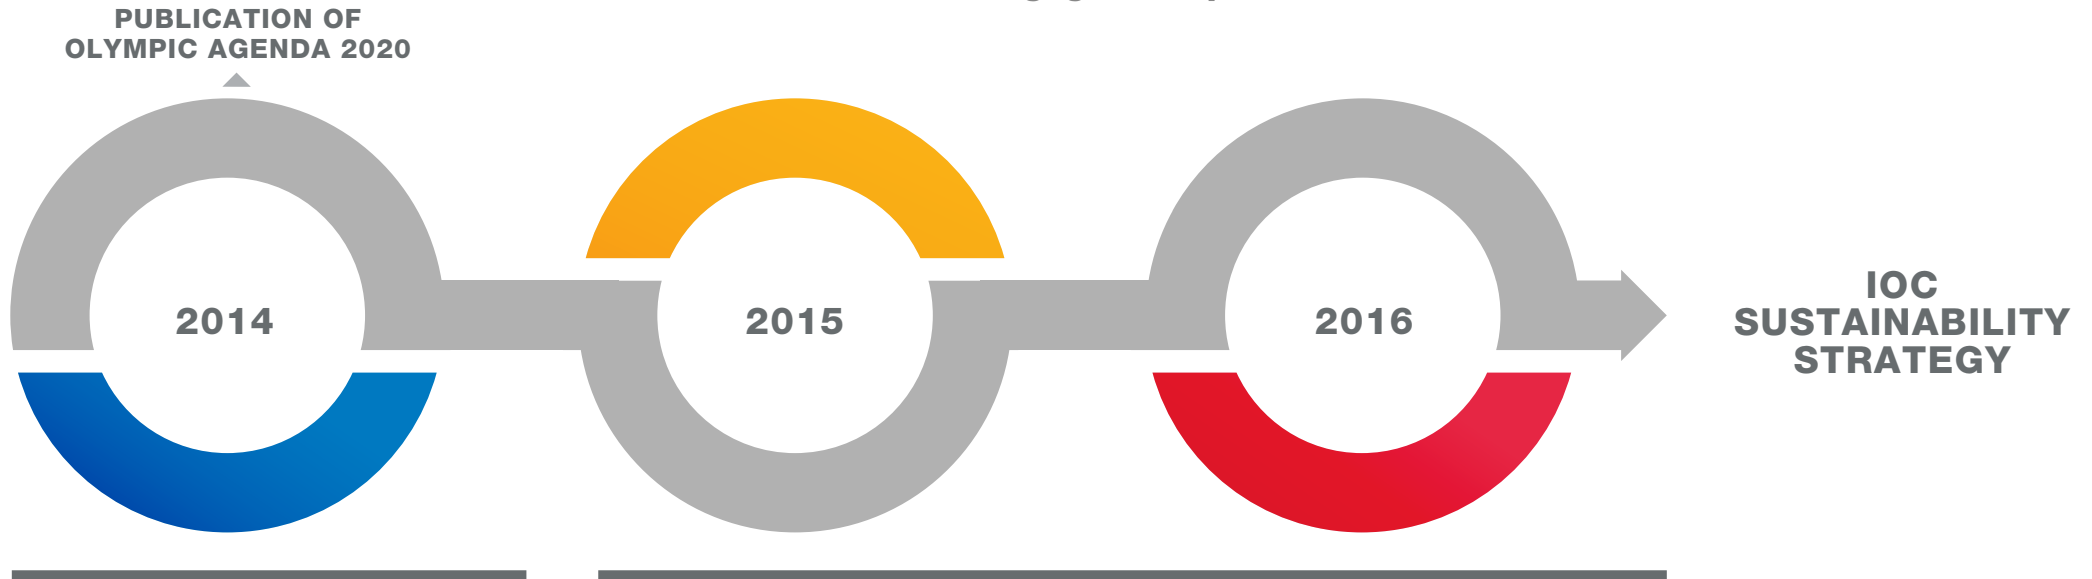 PUBLICATION OF
OLYMPIC AGENDA 2020
2014
2015
2016
IOC
SUSTAINABILITY
STRATEGY